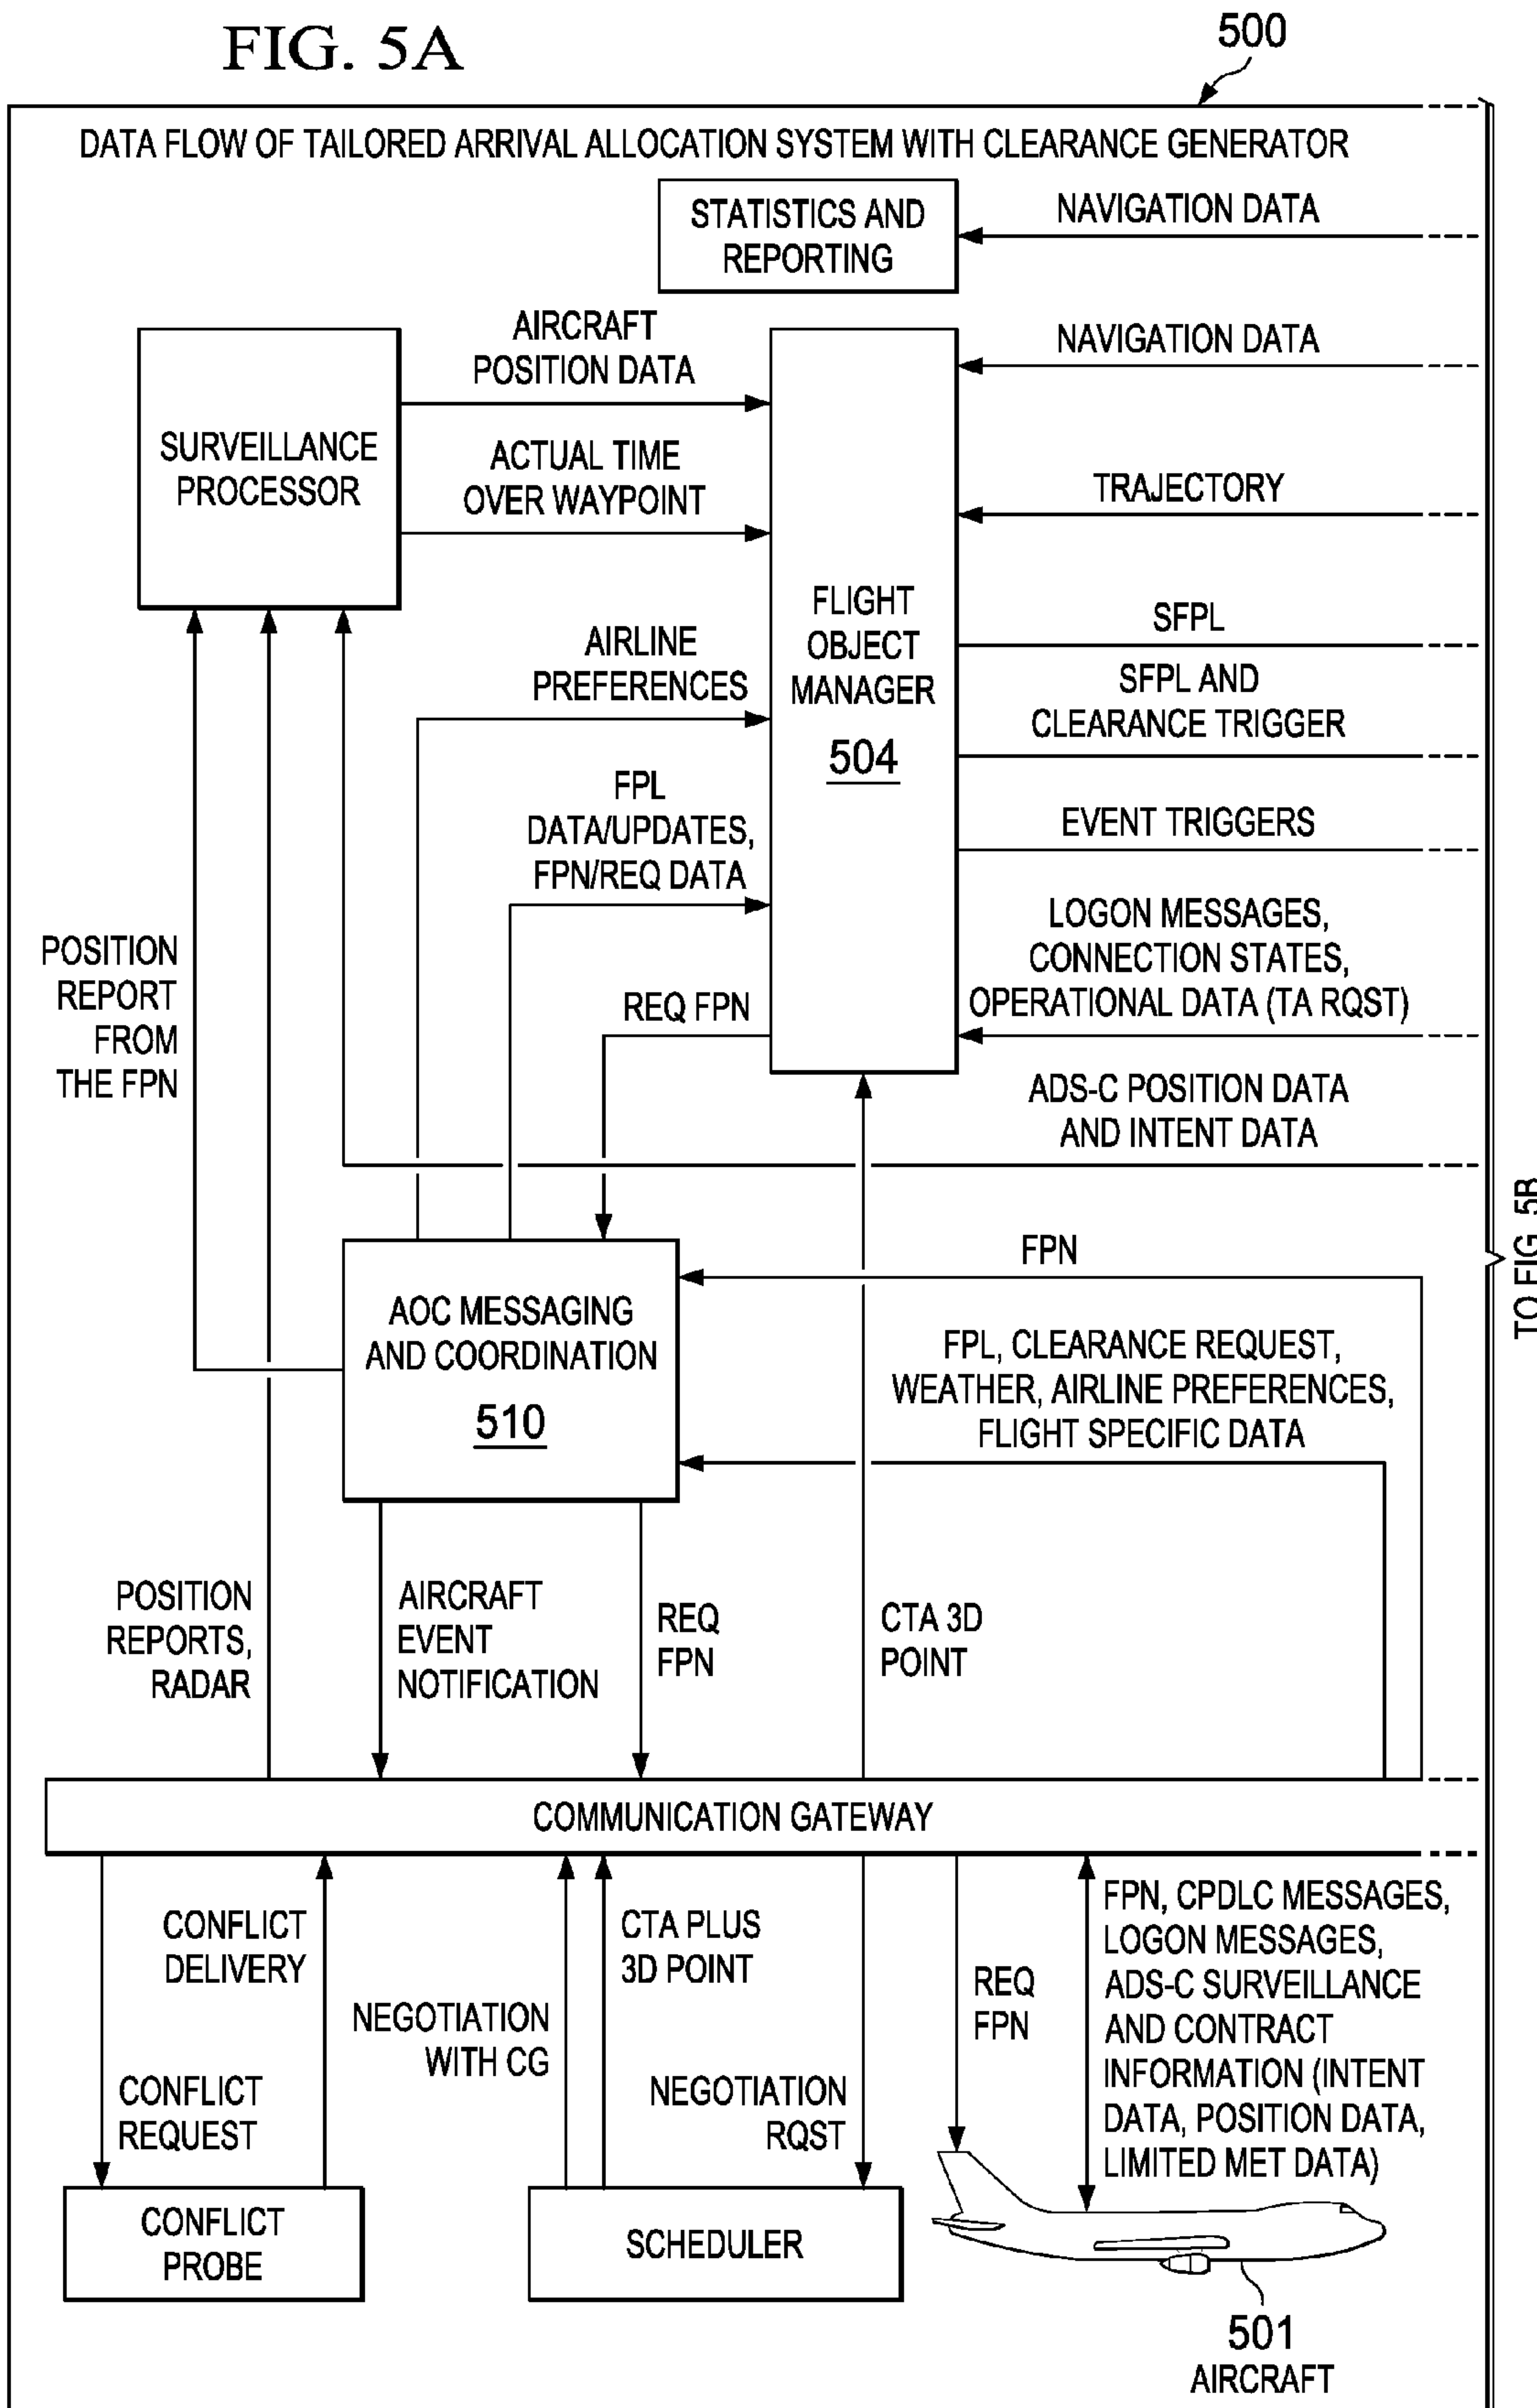 FIG. 5A
500
DATA FLOW OF TAILORED ARRIVAL ALLOCATION SYSTEM WITH CLEARANCE GENERATOR
STATISTICS AND
REPORTING
NAVIGATION DATA
SURVEILLANCE
PROCESSOR
AIRCRAFT
POSITION DATA
ACTUAL TIME
OVER WAYPOINT
NAVIGATION DATA
TRAJECTORY
FLIGHT
OBJECT
MANAGER
504
SFPL
SFPL AND
CLEARANCE TRIGGER
EVENT TRIGGERS
AIRLINE
PREFERENCES
FPL
DATA/UPDATES,
FPN/REQ DATA
REQ FPN
LOGON MESSAGES,
CONNECTION STATES,
OPERATIONAL DATA (TA RQST)
ADS-C POSITION DATA
AND INTENT DATA
POSITION
REPORT
FROM
THE FPN
TO FIG. 5B
AOC MESSAGING
AND COORDINATION
510
FPN
FPL, CLEARANCE REQUEST,
WEATHER, AIRLINE PREFERENCES,
FLIGHT SPECIFIC DATA
POSITION
REPORTS,
RADAR
AIRCRAFT
EVENT
NOTIFICATION
REQ
FPN
CTA 3D
POINT
COMMUNICATION GATEWAY
CONFLICT
DELIVERY
CONFLICT
REQUEST
NEGOTIATION
WITH CG
CTA PLUS
3D POINT
NEGOTIATION
RQST
REQ
FPN
FPN, CPDLC MESSAGES,
LOGON MESSAGES,
ADS-C SURVEILLANCE
AND CONTRACT
INFORMATION (INTENT
DATA, POSITION DATA,
LIMITED MET DATA)
CONFLICT
PROBE
SCHEDULER
501
AIRCRAFT